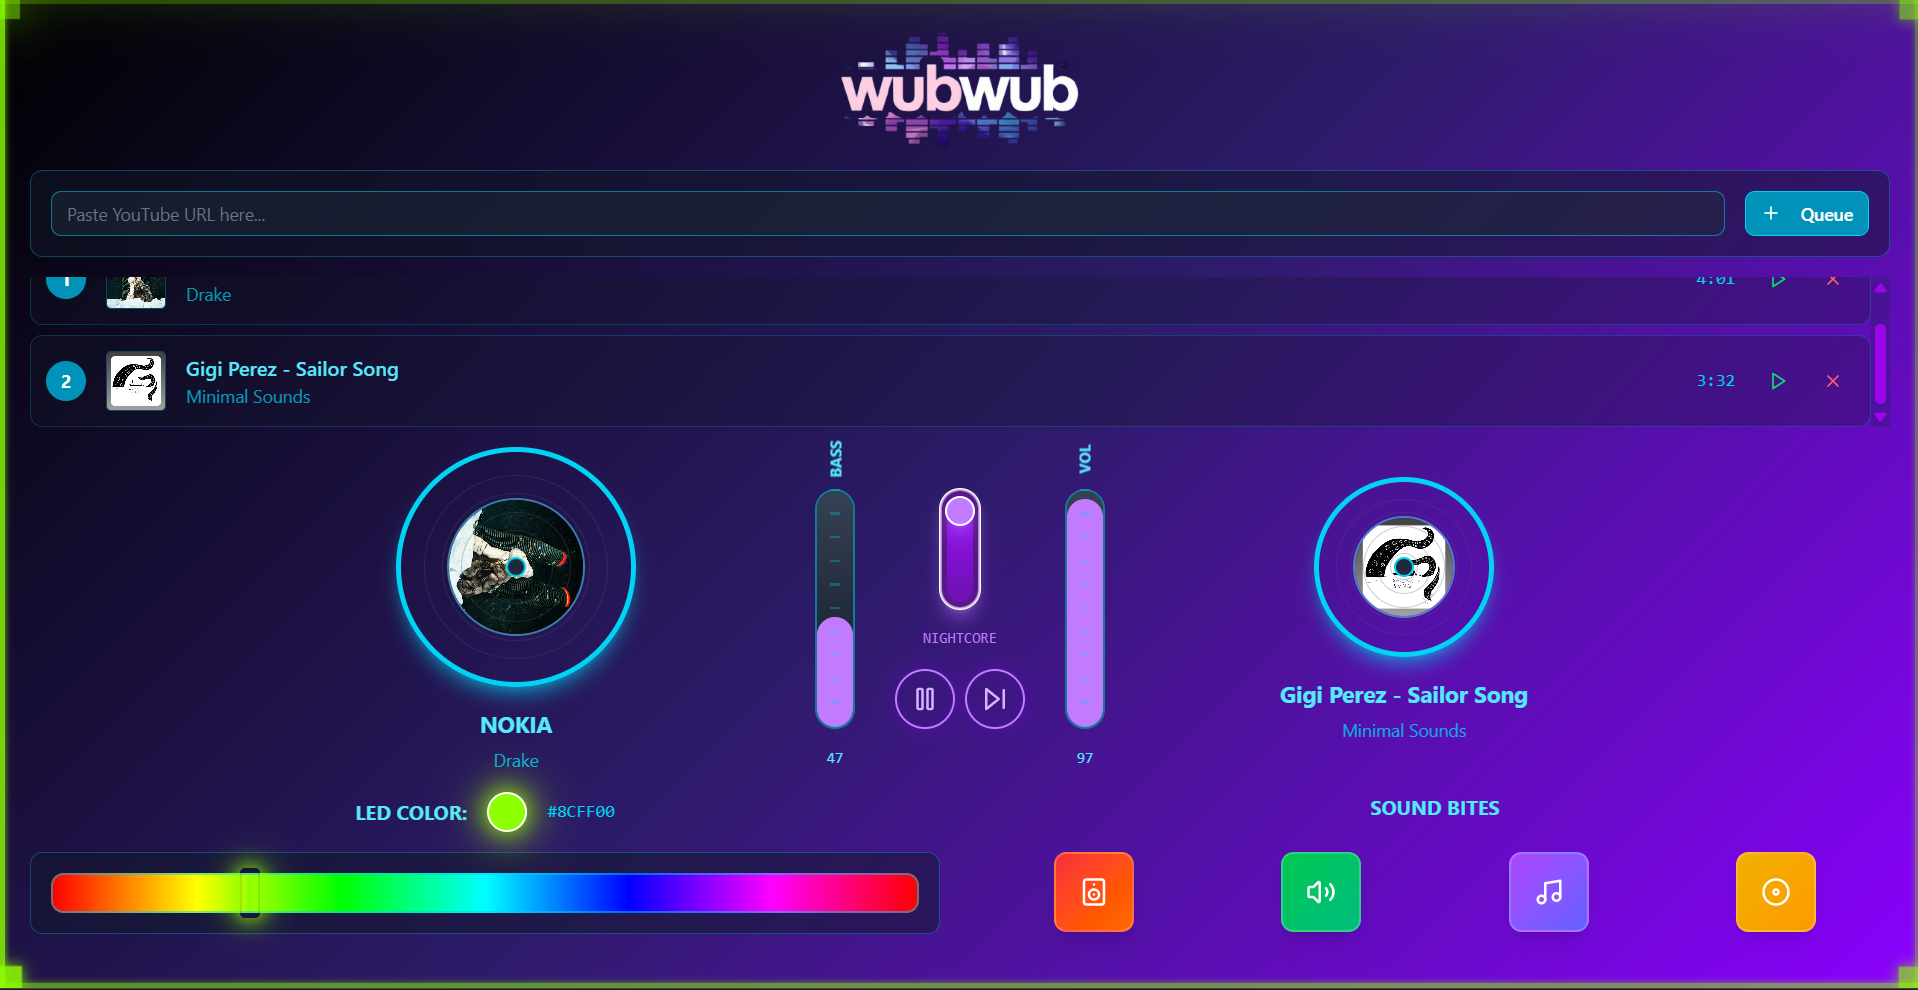 wubwub
Paste YouTube URL here...
+ Queue
1
Drake
4:01
2
Gigi Perez - Sailor Song
Minimal Sounds
3:32
BASS
VOL
NIGHTCORE
47
97
NOKIA
Drake
Gigi Perez - Sailor Song
Minimal Sounds
LED COLOR:
#8CFF00
SOUND BITES